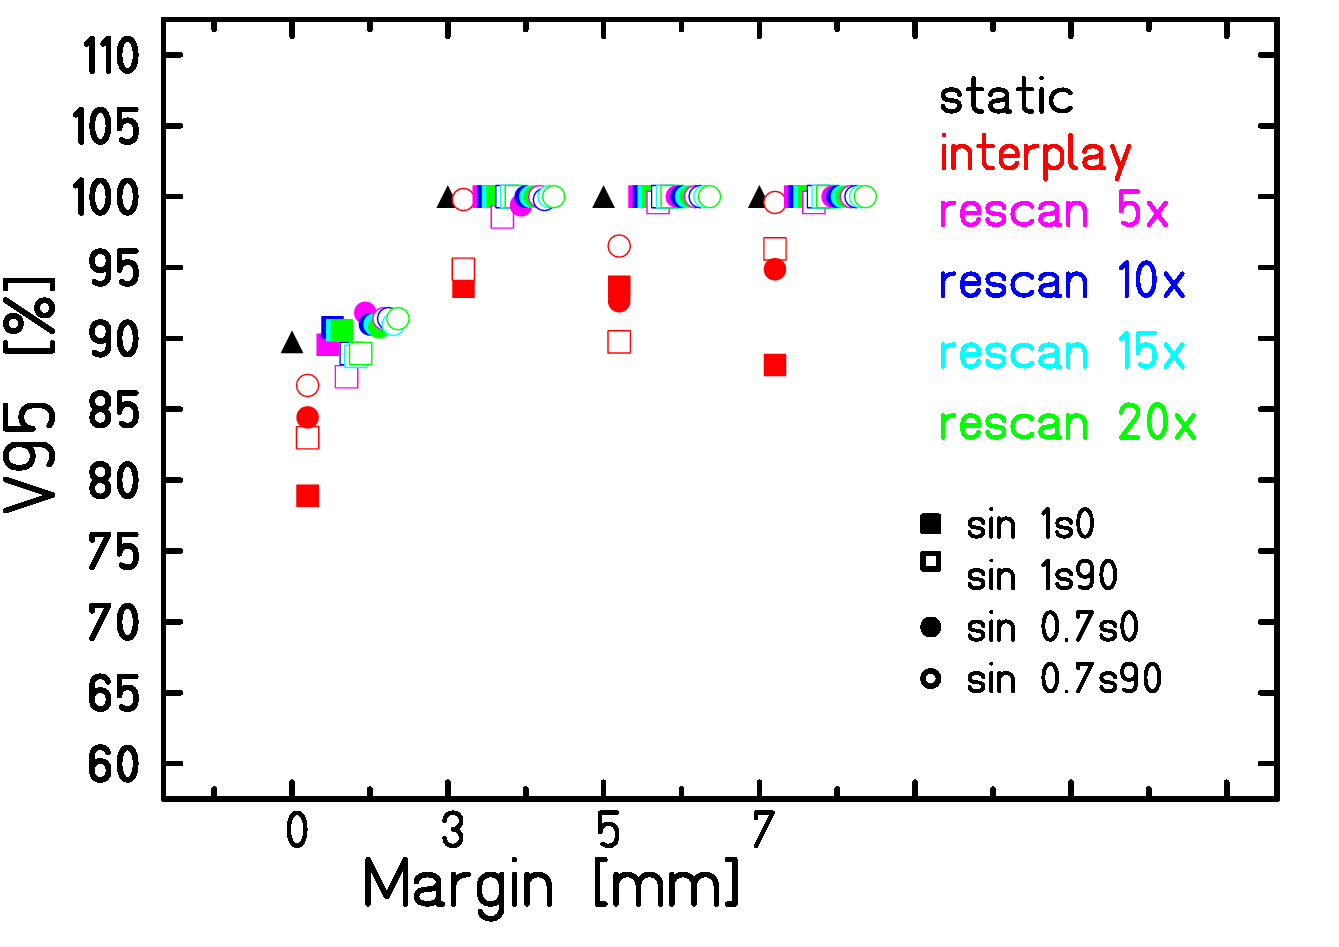 110
105
100
95
90
85
80
75
70
65
60
V95 [%]
0 3 5 7
Margin [mm]
static
interplay
rescan 5x
rescan 10x
rescan 15x
rescan 20x
sin 1s0
sin 1s90
sin 0.7s0
sin 0.7s90